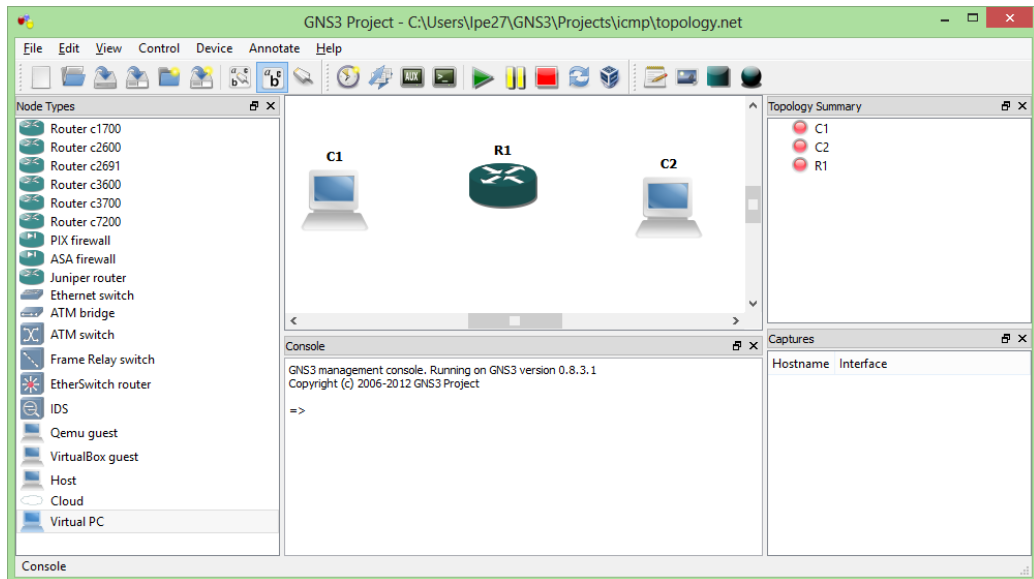 GNS3 Project - C:\Users\lpe27\GNS3\Projects\icmp\topology.net
File Edit View Control Device Annotate Help
AUX
Node Types
Router c1700
Router c2600
Router c2691
Router c3600
Router c3700
Router c7200
PIX firewall
ASA firewall
Juniper router
Ethernet switch
ATM bridge
ATM switch
Frame Relay switch
EtherSwitch router
IDS
Qemu guest
VirtualBox guest
Host
Cloud
Virtual PC
C1
R1
C2
Console
GNS3 management console. Running on GNS3 version 0.8.3.1
Copyright (c) 2006-2012 GNS3 Project
=>
Topology Summary
C1
C2
R1
Captures
Hostname Interface
Console